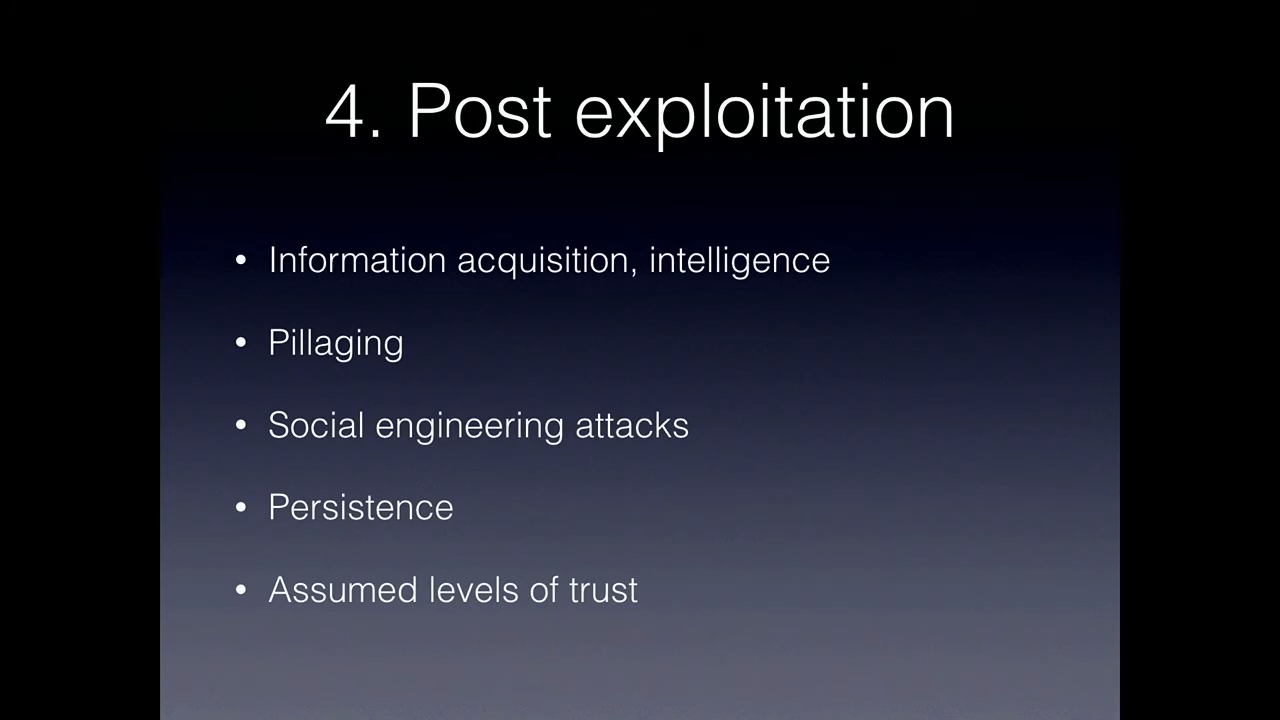 4. Post exploitation
• Information acquisition, intelligence
• Pillaging
• Social engineering attacks
• Persistence
• Assumed levels of trust